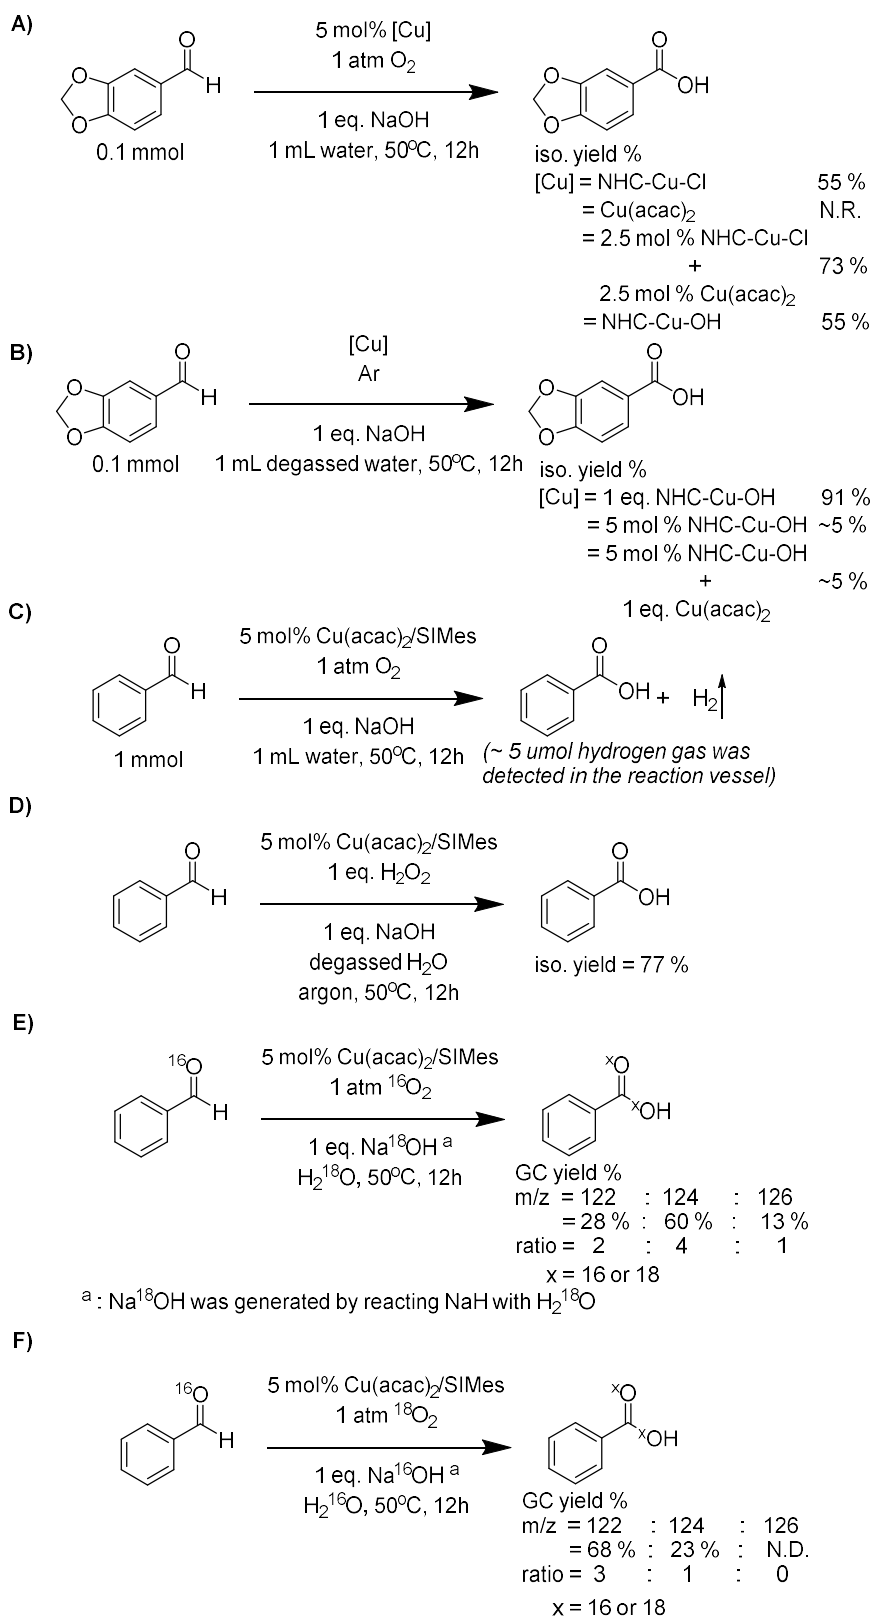 A)
5 mol% [Cu]
1 atm O2
1 eq. NaOH
1 mL water, 50oC, 12h
O
H
O
O
0.1 mmol
O
OH
O
O
iso. yield %
[Cu] = NHC-Cu-Cl 55 %
= Cu(acac)2 N.R.
= 2.5 mol % NHC-Cu-Cl
+ 73 %
2.5 mol % Cu(acac)2
= NHC-Cu-OH 55 %
B)
[Cu]
Ar
1 eq. NaOH
1 mL degassed water, 50oC, 12h
O
H
O
O
0.1 mmol
O
OH
O
O
iso. yield %
[Cu] = 1 eq. NHC-Cu-OH 91 %
= 5 mol % NHC-Cu-OH ~5 %
= 5 mol % NHC-Cu-OH
+ ~5 %
1 eq. Cu(acac)2
C)
5 mol% Cu(acac)2/SIMes
1 atm O2
1 eq. NaOH
1 mL water, 50oC, 12h
O
H
1 mmol
O
OH + H2
(~ 5 umol hydrogen gas was
detected in the reaction vessel)
D)
5 mol% Cu(acac)2/SIMes
1 eq. H2O2
1 eq. NaOH
degassed H2O
argon, 50oC, 12h
O
H
O
OH
iso. yield = 77 %
E)
5 mol% Cu(acac)2/SIMes
1 atm 16O2
1 eq. Na18OH a
H218O, 50oC, 12h
16O
H
xO
xOH
GC yield %
m/z = 122 : 124 : 126
= 28 % : 60 % : 13 %
ratio = 2 : 4 : 1
x = 16 or 18
a : Na18OH was generated by reacting NaH with H218O
F)
5 mol% Cu(acac)2/SIMes
1 atm 18O2
1 eq. Na16OH a
H216O, 50oC, 12h
16O
H
xO
xOH
GC yield %
m/z = 122 : 124 : 126
= 68 % : 23 % : N.D.
ratio = 3 : 1 : 0
x = 16 or 18